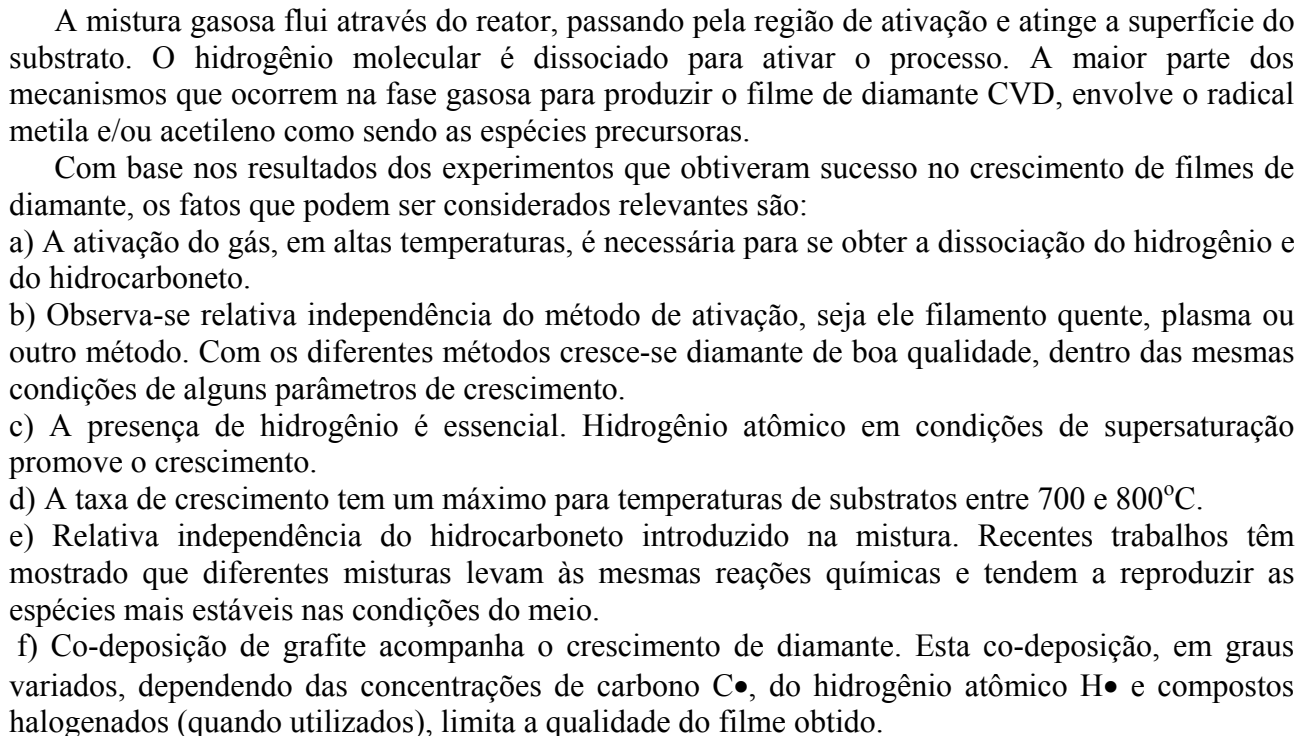 A mistura gasosa flui através do reator, passando pela região de ativação e atinge a superfície do
substrato. O hidrogênio molecular é dissociado para ativar o processo. A maior parte dos
mecanismos que ocorrem na fase gasosa para produzir o filme de diamante CVD, envolve o radical
metila e/ou acetileno como sendo as espécies precursoras.
Com base nos resultados dos experimentos que obtiveram sucesso no crescimento de filmes de
diamante, os fatos que podem ser considerados relevantes são:
a) A ativação do gás, em altas temperaturas, é necessária para se obter a dissociação do hidrogênio e
do hidrocarboneto.
b) Observa-se relativa independência do método de ativação, seja ele filamento quente, plasma ou
outro método. Com os diferentes métodos cresce-se diamante de boa qualidade, dentro das mesmas
condições de alguns parâmetros de crescimento.
c) A presença de hidrogênio é essencial. Hidrogênio atômico em condições de supersaturação
promove o crescimento.
d) A taxa de crescimento tem um máximo para temperaturas de substratos entre 700 e 800°C.
e) Relativa independência do hidrocarboneto introduzido na mistura. Recentes trabalhos têm
mostrado que diferentes misturas levam às mesmas reações químicas e tendem a reproduzir as
espécies mais estáveis nas condições do meio.
f) Co-deposição de grafite acompanha o crescimento de diamante. Esta co-deposição, em graus
variados, dependendo das concentrações de carbono C•, do hidrogênio atômico H• e compostos
halogenados (quando utilizados), limita a qualidade do filme obtido.